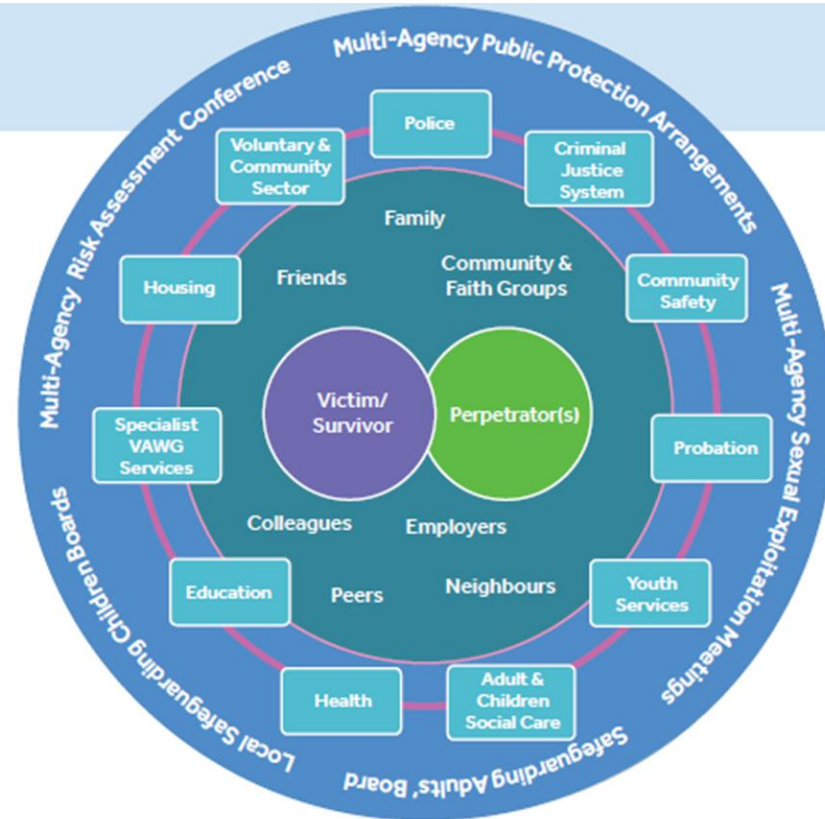 Multi-Agency Public Protection Arrangements
Multi-Agency Risk Assessment Conference
Multi-Agency Sexual Exploitation Meetings
Local Safeguarding Children Boards
Safeguarding Adults' Board
Police
Voluntary &
Community
Sector
Criminal
Justice
System
Housing
Community
Safety
Specialist
VAWG
Services
Probation
Education
Youth
Services
Health
Adult &
Children
Social Care
Family
Friends
Community &
Faith Groups
Victim/
Survivor
Perpetrator(s)
Colleagues
Employers
Peers
Neighbours